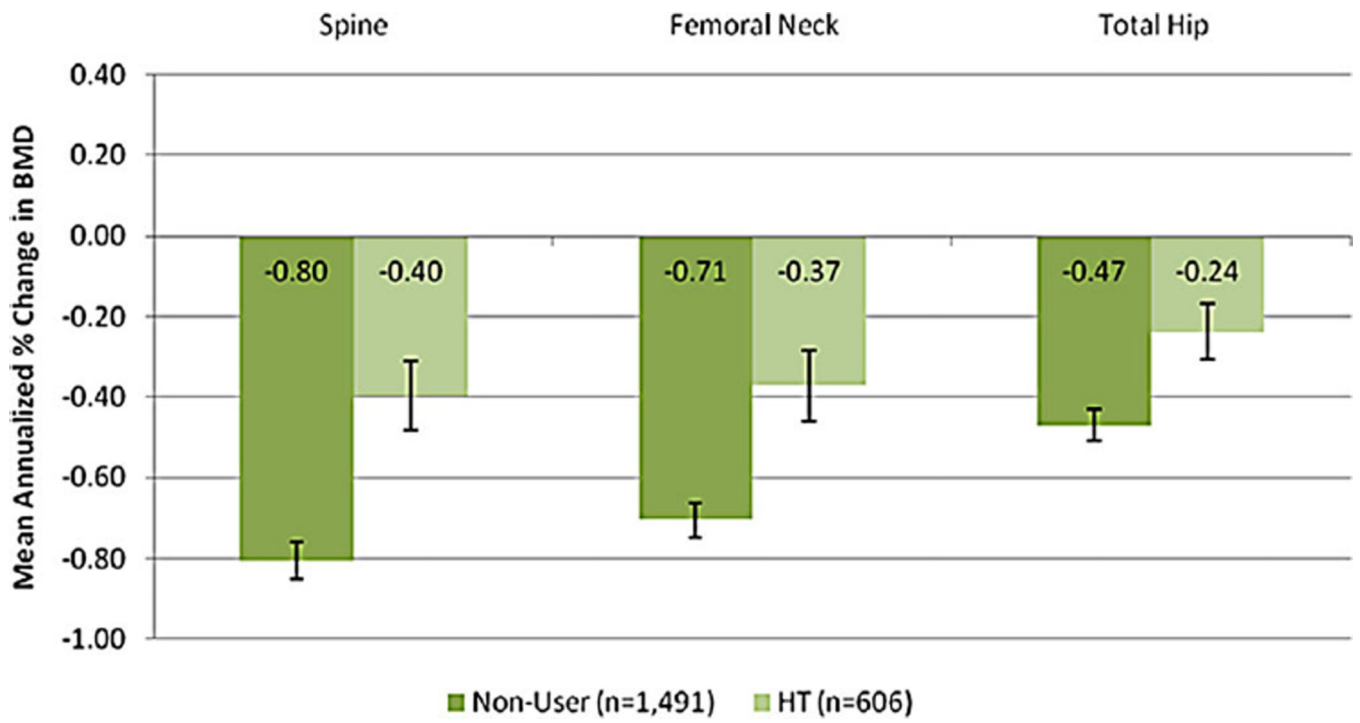 Spine Femoral Neck Total Hip
Mean Annualized % Change in BMD
0.40
0.20
0.00
-0.80 -0.40 -0.71 -0.37 -0.47 -0.24
-0.20
-0.40
-0.60
-0.80
-1.00
Non-User (n=1,491) HT (n=606)